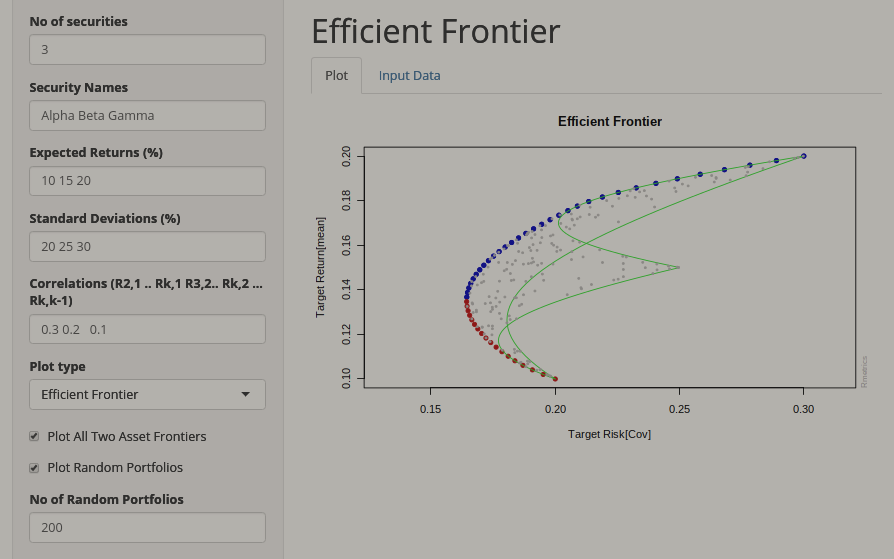 No of securities
3
Security Names
Alpha Beta Gamma
Expected Returns (%)
10 15 20
Standard Deviations (%)
20 25 30
Correlations (R2,1 .. Rk,1 R3,2.. Rk,2 ...
Rk,k-1)
0.3 0.2   0.1
Plot type
Efficient Frontier
Plot All Two Asset Frontiers
Plot Random Portfolios
No of Random Portfolios
200
Efficient Frontier
Plot
Input Data
Efficient Frontier
Target Return[mean]
0.20
0.18
0.16
0.14
0.12
0.10
0.15
0.20
0.25
0.30
Target Risk[Cov]
Rmetrics